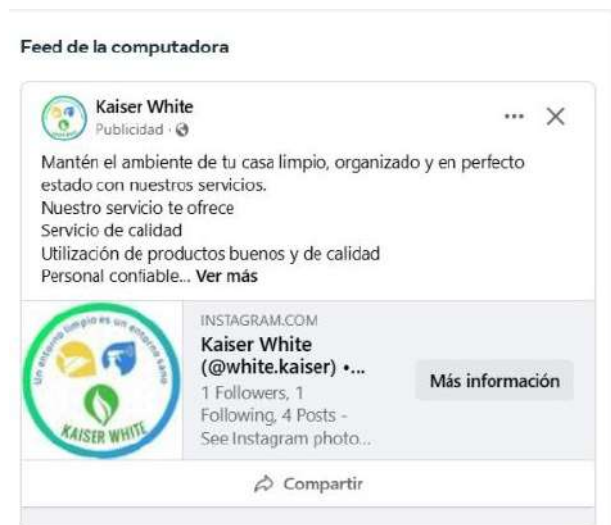 Feed de la computadora
Kaiser White
Publicidad ·
Mantén el ambiente de tu casa limpio, organizado y en perfecto
estado con nuestros servicios.
Nuestro servicio te ofrece
Servicio de calidad
Utilización de productos buenos y de calidad
Personal confiable... Ver más
Un entorno limpio es un entorno sano
KAISER WHITE
INSTAGRAM.COM
Kaiser White
(@white.kaiser) •...
1 Followers, 1
Following, 4 Posts -
See Instagram photo...
Más información
Compartir